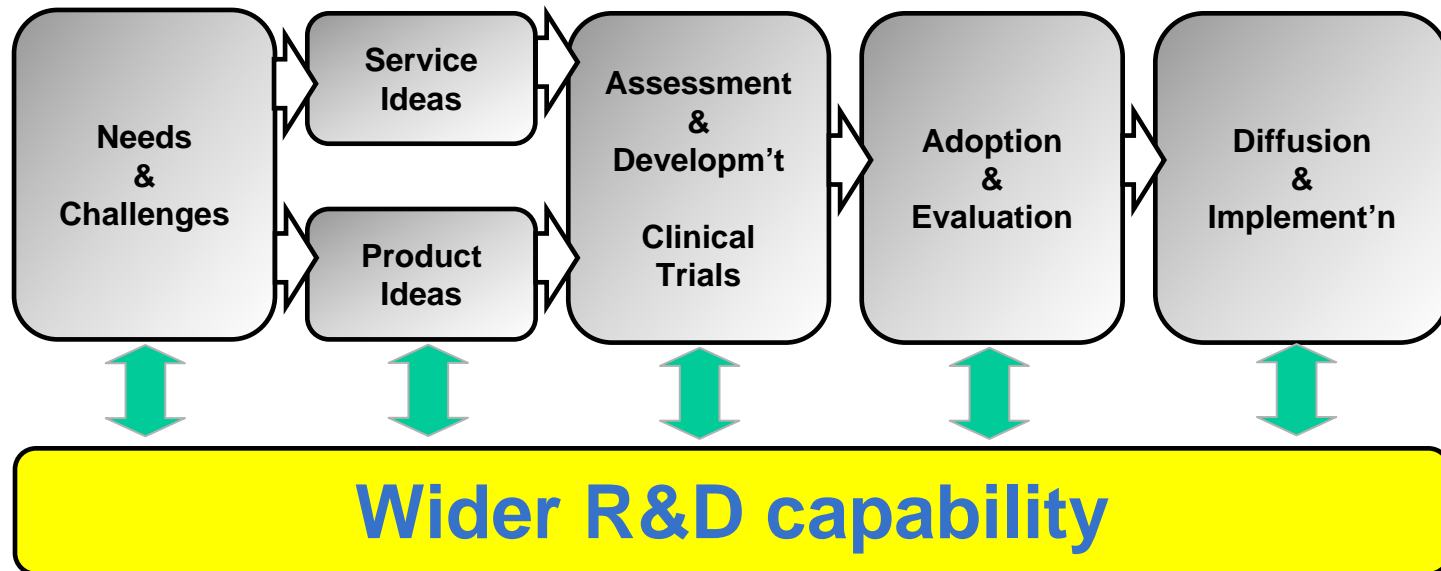 Needs
&
Challenges
Service
Ideas
Product
Ideas
Assessment
&
Developm’t
Clinical
Trials
Adoption
&
Evaluation
Diffusion
&
Implement’n
Wider R&D capability